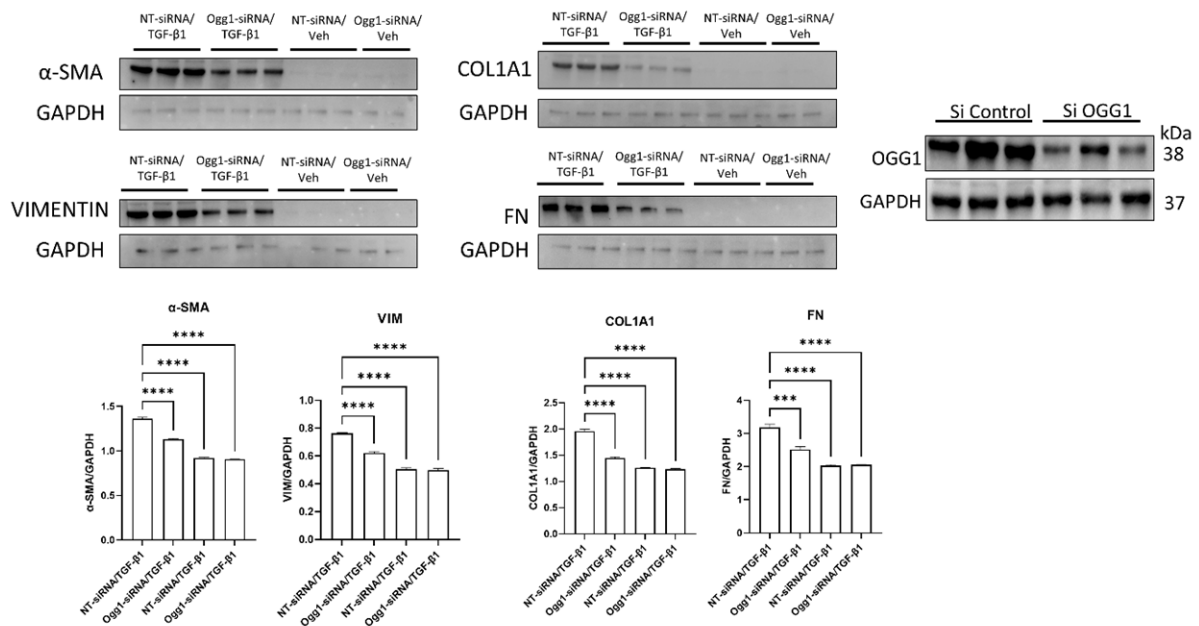 NT-siRNA/ Ogg1-siRNA/ NT-siRNA/ Ogg1-siRNA/
TGF-β1 TGF-β1 Veh Veh
α-SMA
GAPDH
NT-siRNA/ Ogg1-siRNA/ NT-siRNA/ Ogg1-siRNA/
TGF-β1 TGF-β1 Veh Veh
VIMENTIN
GAPDH
NT-siRNA/ Ogg1-siRNA/ NT-siRNA/ Ogg1-siRNA/
TGF-β1 TGF-β1 Veh Veh
COL1A1
GAPDH
NT-siRNA/ Ogg1-siRNA/ NT-siRNA/ Ogg1-siRNA/
TGF-β1 TGF-β1 Veh Veh
FN
GAPDH
Si Control Si OGG1
kDa
OGG1 38
GAPDH 37
α-SMA
****
****
****
1.5
1.0
0.5
0.0
α-SMA/GAPDH
NT-siRNA/TGF-β1
Ogg1-siRNA/TGF-β1
NT-siRNA/TGF-β1
Ogg1-siRNA/TGF-β1
VIM
****
****
****
1.0
0.8
0.6
0.4
0.2
0.0
VIM/GAPDH
NT-siRNA/TGF-β1
Ogg1-siRNA/TGF-β1
NT-siRNA/TGF-β1
Ogg1-siRNA/TGF-β1
COL1A1
****
****
****
2.5
2.0
1.5
1.0
0.5
0.0
COL1A1/GAPDH
NT-siRNA/TGF-β1
Ogg1-siRNA/TGF-β1
NT-siRNA/TGF-β1
Ogg1-siRNA/TGF-β1
FN
****
****
***
4
3
2
1
0
FN/GAPDH
NT-siRNA/TGF-β1
Ogg1-siRNA/TGF-β1
NT-siRNA/TGF-β1
Ogg1-siRNA/TGF-β1